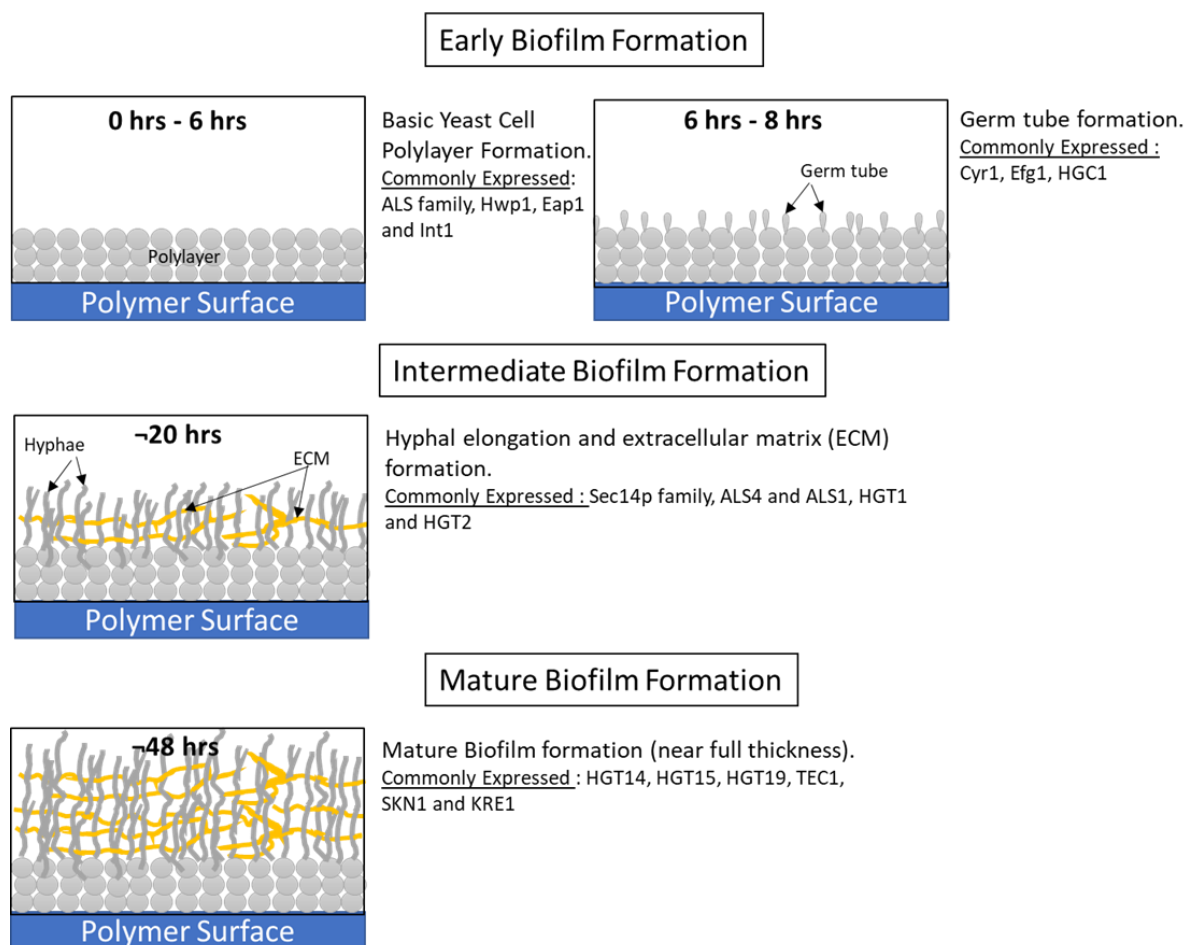 Early Biofilm Formation
0 hrs - 6 hrs
Polylayer
Polymer Surface
Basic Yeast Cell
Polylayer Formation.
Commonly Expressed:
ALS family, Hwp1, Eap1
and Int1
6 hrs - 8 hrs
Germ tube
Polymer Surface
Germ tube formation.
Commonly Expressed :
Cyr1, Efg1, HGC1
Intermediate Biofilm Formation
¬20 hrs
Hyphae
ECM
Polymer Surface
Hyphal elongation and extracellular matrix (ECM)
formation.
Commonly Expressed : Sec14p family, ALS4 and ALS1, HGT1
and HGT2
Mature Biofilm Formation
¬48 hrs
Polymer Surface
Mature Biofilm formation (near full thickness).
Commonly Expressed : HGT14, HGT15, HGT19, TEC1,
SKN1 and KRE1